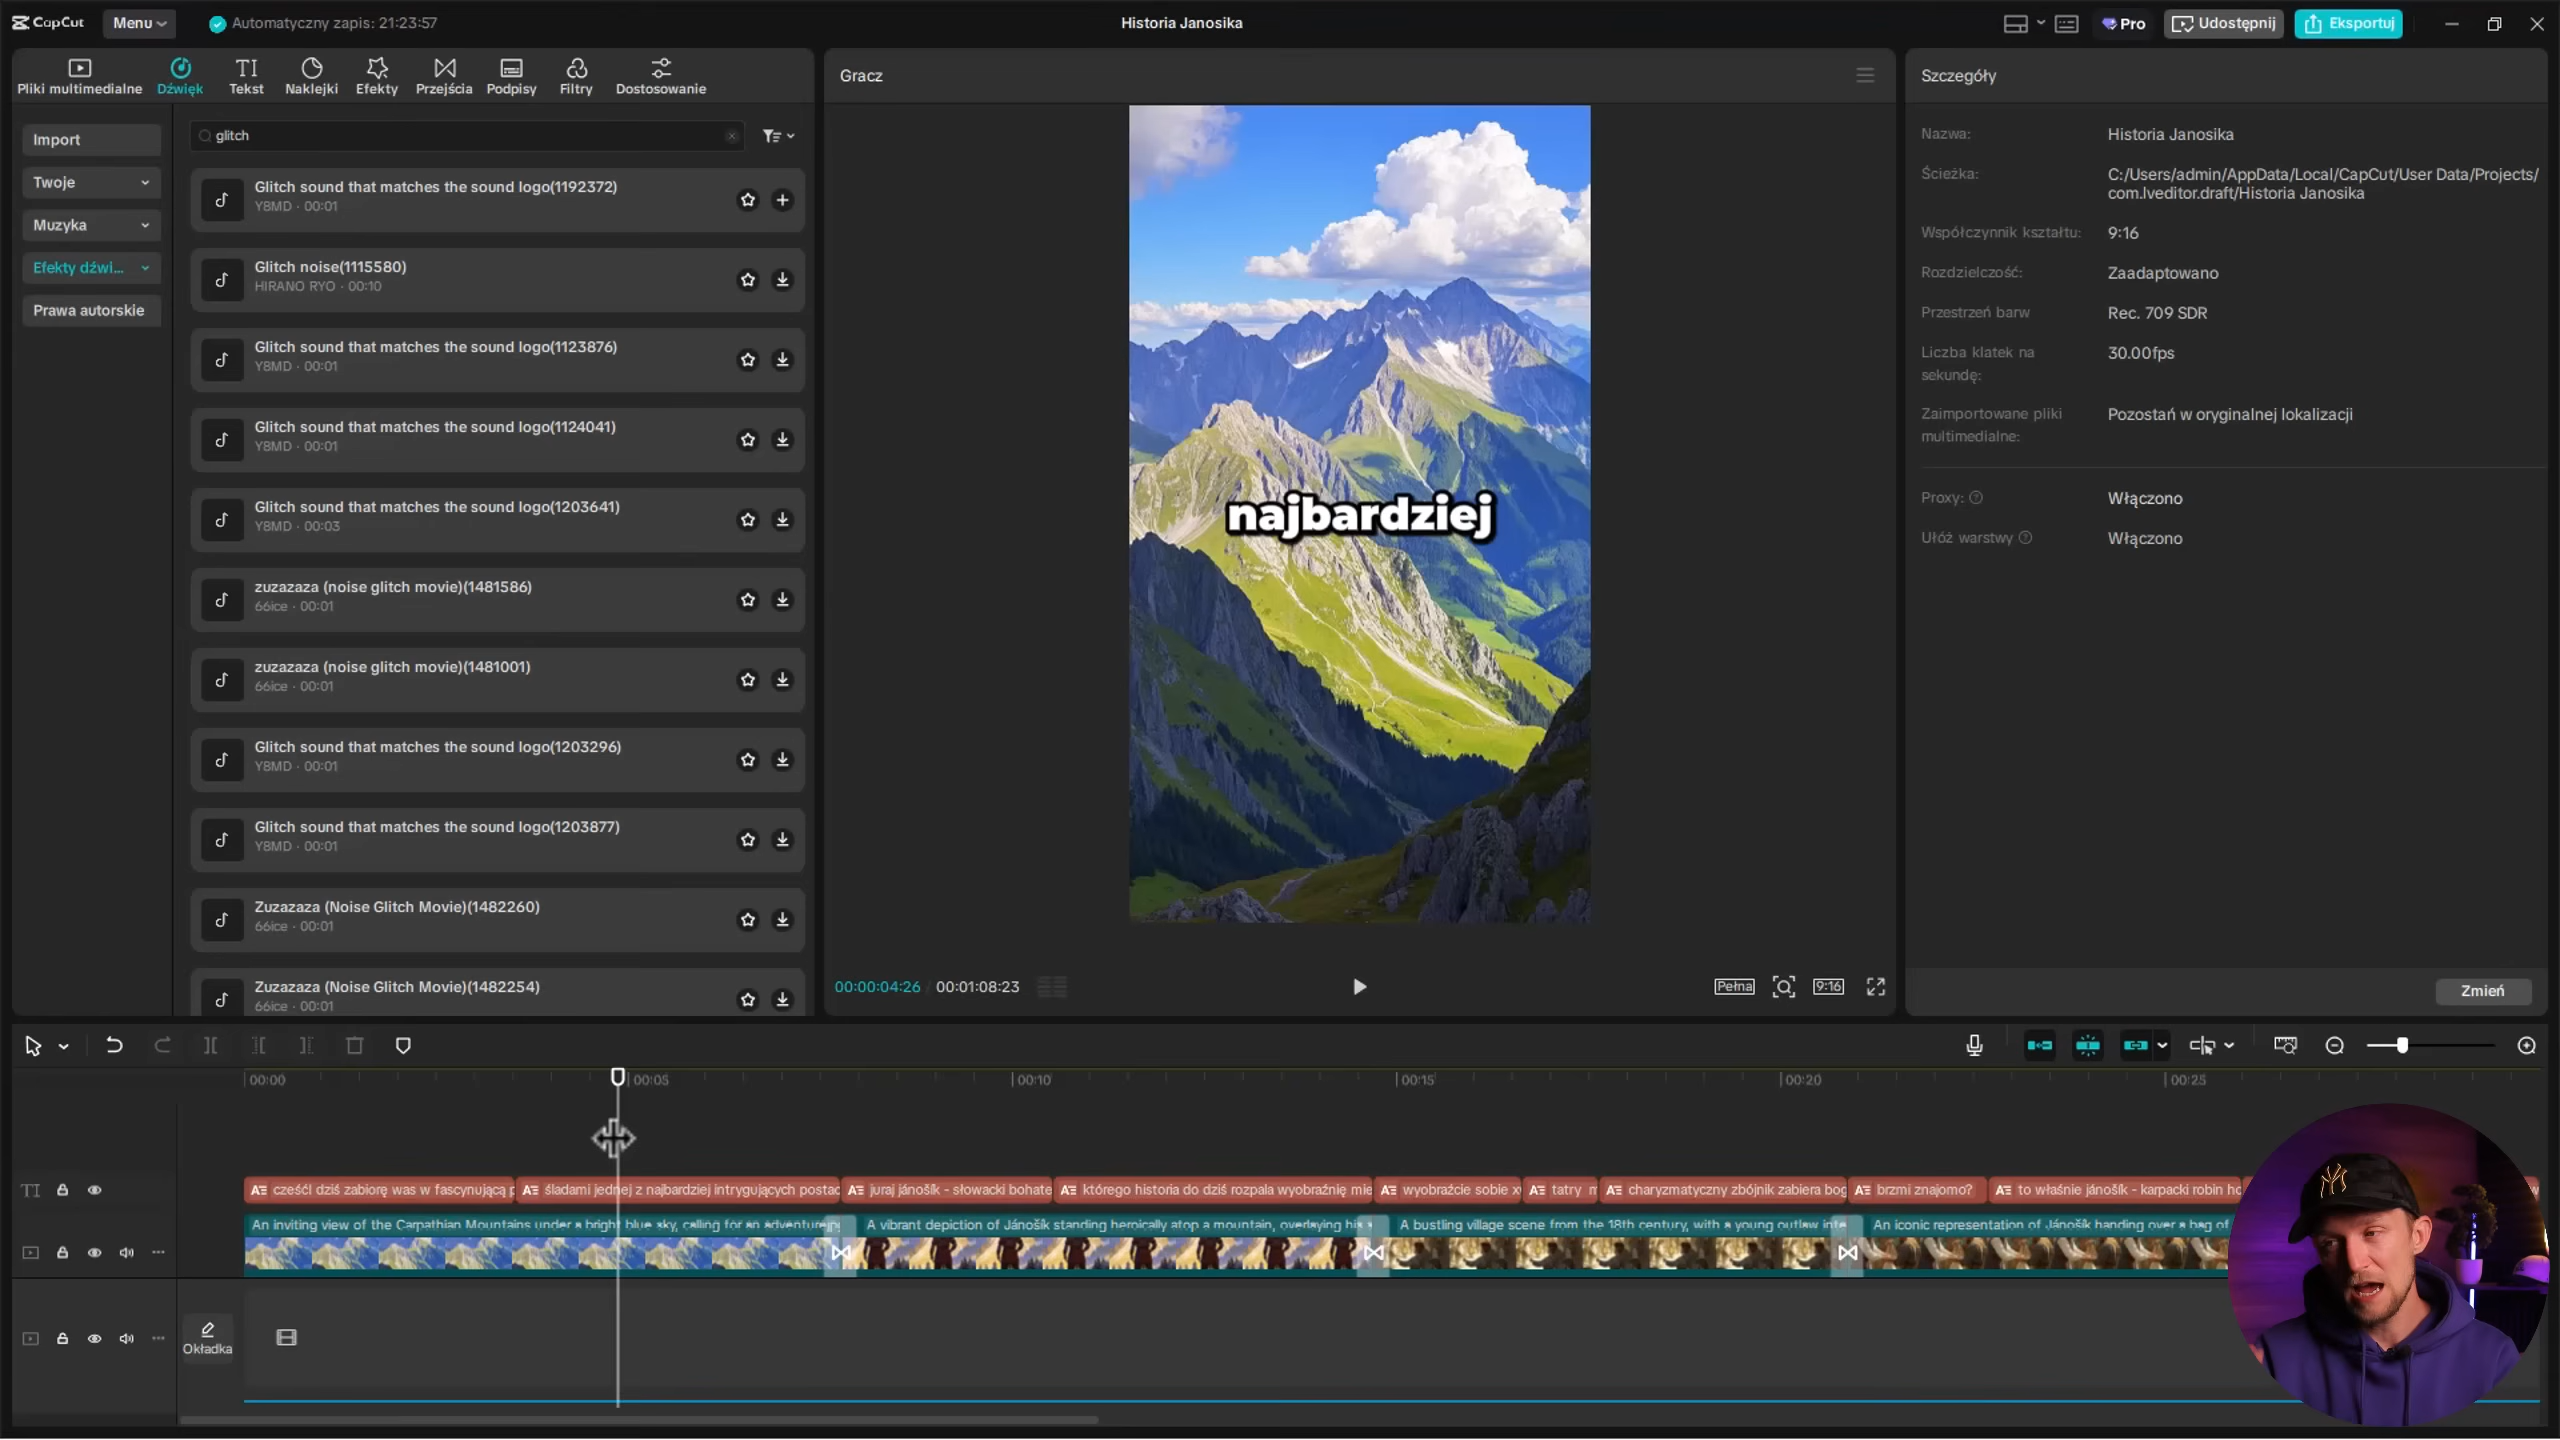 CapCut
Menu
Automatyczny zapis: 21:23:57
Historia Janosika
Pro
Udostępnij
Eksportuj
Pliki multimedialne
Dźwięk
Tekst
Naklejki
Efekty
Przejścia
Podpisy
Filtry
Dostosowanie
Import
Twoje
Muzyka
Efekty dźwi...
Prawa autorskie
glitch
Glitch sound that matches the sound logo(1192372)
Y8MD · 00:01
Glitch noise(1115580)
HIRANO RYO · 00:10
Glitch sound that matches the sound logo(1123876)
Y8MD · 00:01
Glitch sound that matches the sound logo(1124041)
Y8MD · 00:01
Glitch sound that matches the sound logo(1203641)
Y8MD · 00:03
zuzazaza (noise glitch movie)(1481586)
66ice · 00:01
zuzazaza (noise glitch movie)(1481001)
66ice · 00:01
Glitch sound that matches the sound logo(1203296)
Y8MD · 00:01
Glitch sound that matches the sound logo(1203877)
Y8MD · 00:01
Zuzazaza (Noise Glitch Movie)(1482260)
66ice · 00:01
Zuzazaza (Noise Glitch Movie)(1482254)
66ice · 00:01
Gracz
najbardziej
00:00:04:26 / 00:01:08:23
Pełna
9:16
Szczegóły
Nazwa: Historia Janosika
Ścieżka: C:/Users/admin/AppData/Local/CapCut/User Data/Projects/
com.lveditor.draft/Historia Janosika
Współczynnik kształtu: 9:16
Rozdzielczość: Zaadaptowano
Przestrzeń barw Rec. 709 SDR
Liczba klatek na 30.00fps
sekundę:
Zaimportowane pliki Pozostań w oryginalnej lokalizacji
multimedialne:
Proxy: Włączono
Ułóż warstwy Włączono
Zmień
00:00
00:05
00:10
00:15
00:20
00:25
cześć! dziś zabiorę was w fascynującą
śladami jednej z najbardziej intrygujących postac
juraj jánošík - słowacki bohate
którego historia do dziś rozpala wyobraźnię mie
wyobraźcie sobie x
tatry
charyzmatyczny zbójnik zabiera bog
brzmi znajomo?
to właśnie jánošík - karpacki robin ho
An inviting view of the Carpathian Mountains under a bright blue sky, calling for an adventure
A vibrant depiction of Jánošík standing heroically atop a mountain, overlaying his
A bustling village scene from the 18th century, with a young outlaw inte
An iconic representation of Jánošík handing over a bag of
Okładka